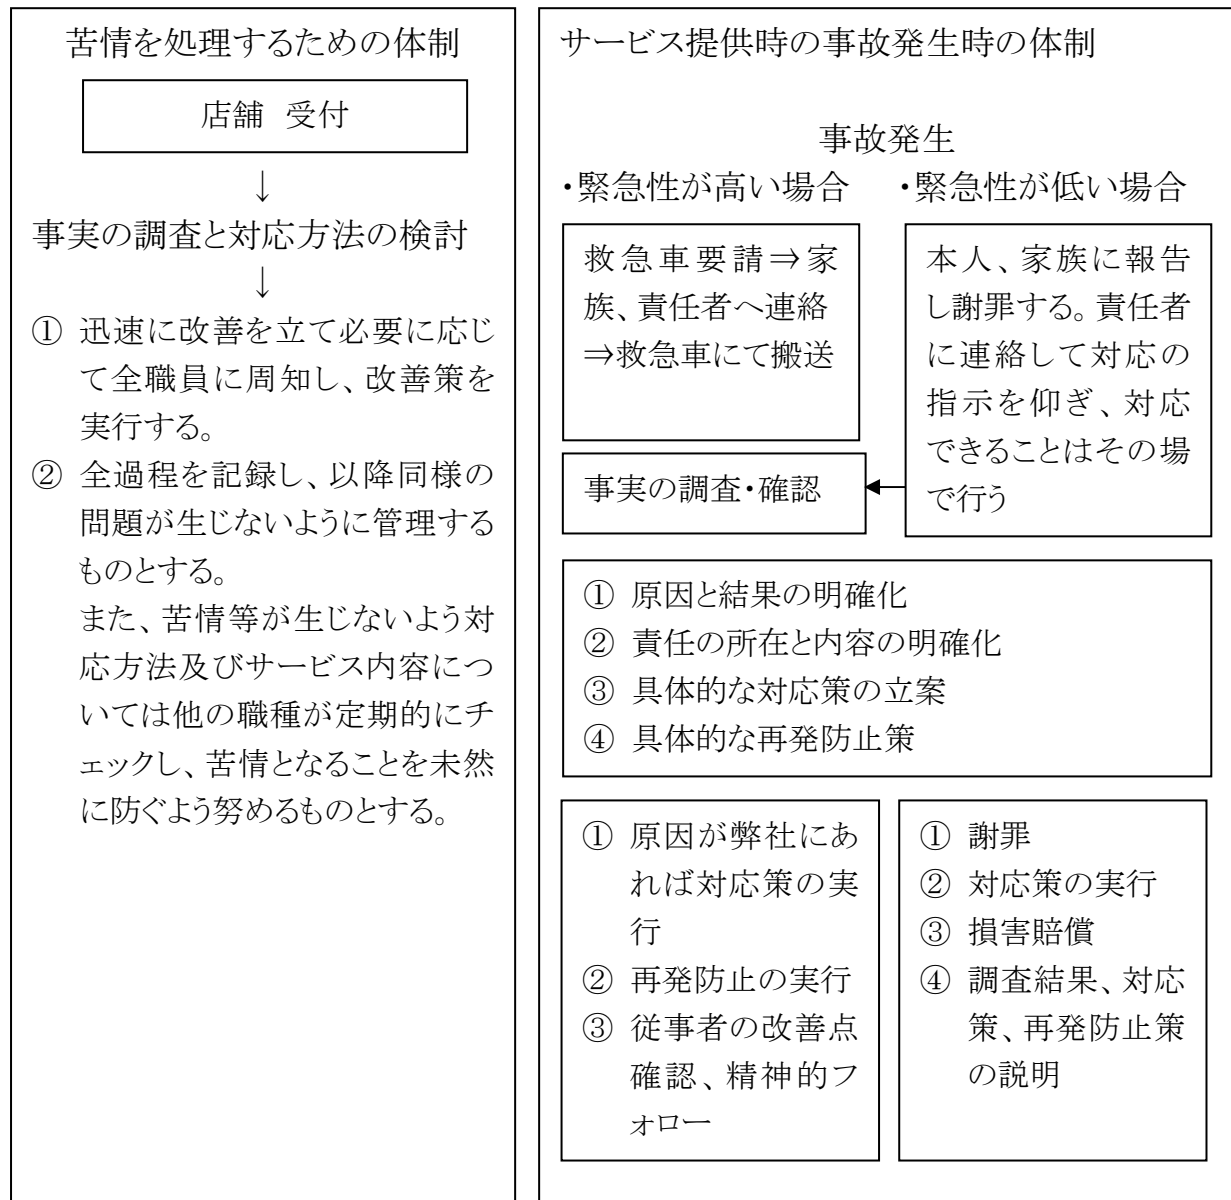 苦情を処理するための体制
店舗 受付
↓
事実の調査と対応方法の検討
↓
① 迅速に改善を立て必要に応じ
て全職員に周知し、改善策を
実行する。
② 全過程を記録し、以降同様の
問題が生じないように管理する
ものとする。
また、苦情等が生じないよう対
応方法及びサービス内容につ
いては他の職種が定期的にチ
ェックし、苦情となることを未然
に防ぐよう努めるものとする。
サービス提供時の事故発生時の体制
事故発生
・緊急性が高い場合
救急車要請⇒家
族、責任者へ連絡
⇒救急車にて搬送
・緊急性が低い場合
本人、家族に報告
し謝罪する。責任者
に連絡して対応の
指示を仰ぎ、対応
できることはその場
で行う
事実の調査・確認
① 原因と結果の明確化
② 責任の所在と内容の明確化
③ 具体的な対応策の立案
④ 具体的な再発防止策
① 原因が弊社にあ
れば対応策の実
行
② 再発防止の実行
③ 従事者の改善点
確認、精神的フ
ォロー
① 謝罪
② 対応策の実行
③ 損害賠償
④ 調査結果、対応
策、再発防止策
の説明